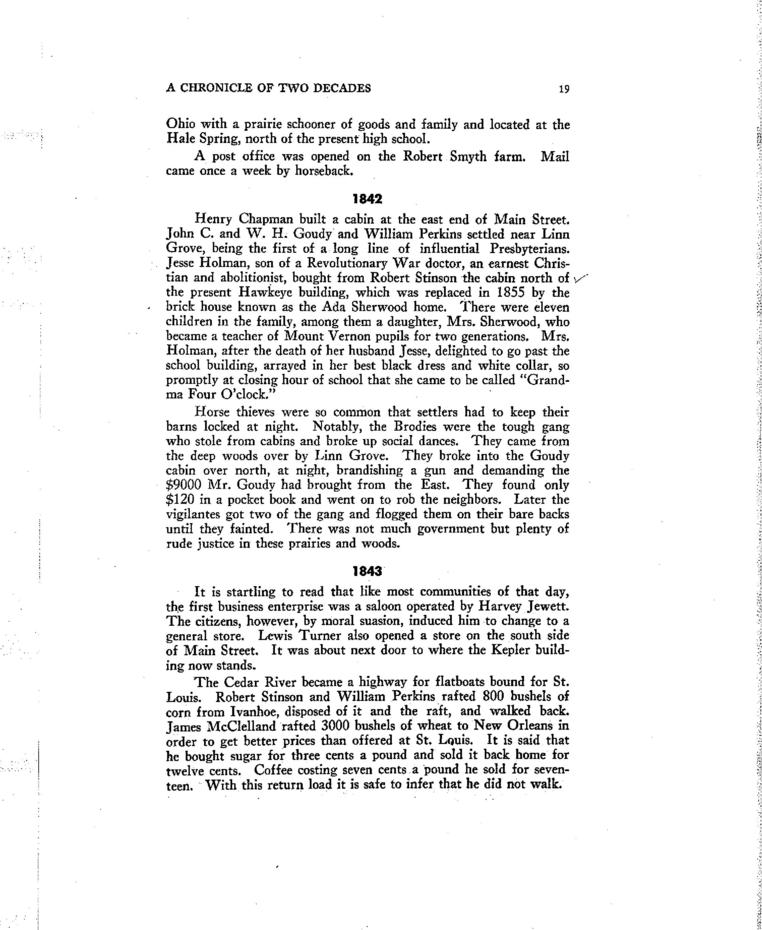 A CHRONICLE OF TWO DECADES 19
Ohio with a prairie schooner of goods and family and located at the
Hale Spring, north of the present high school.
A post office was opened on the Robert Smyth farm. Mail
came once a week by horseback.
1842
Henry Chapman built a cabin at the east end of Main Street.
John C. and W. H. Goudy and William Perkins settled near Linn
Grove, being the first of a long line of influential Presbyterians.
Jesse Holman, son of a Revolutionary War doctor, an earnest Chris-
tian and abolitionist, bought from Robert Stinson the cabin north of
the present Hawkeye building, which was replaced in 1855 by the
brick house known as the Ada Sherwood home. There were eleven
children in the family, among them a daughter, Mrs. Sherwood, who
became a teacher of Mount Vernon pupils for two generations. Mrs.
Holman, after the death of her husband Jesse, delighted to go past the
school building, arrayed in her best black dress and white collar, so
promptly at closing hour of school that she came to be called "Grand-
ma Four O'clock."
Horse thieves were so common that settlers had to keep their
barns locked at night. Notably, the Brodies were the tough gang
who stole from cabins and broke up social dances. They came from
the deep woods over by Linn Grove. They broke into the Goudy
cabin over north, at night, brandishing a gun and demanding the
$9000 Mr. Goudy had brought from the East. They found only
$120 in a pocket book and went on to rob the neighbors. Later the
vigilantes got two of the gang and flogged them on their bare backs
until they fainted. There was not much government but plenty of
rude justice in these prairies and woods.
1843
It is startling to read that like most communities of that day,
the first business enterprise was a saloon operated by Harvey Jewett.
The citizens, however, by moral suasion, induced him to change to a
general store. Lewis Turner also opened a store on the south side
of Main Street. It was about next door to where the Kepler build-
ing now stands.
The Cedar River became a highway for flatboats bound for St.
Louis. Robert Stinson and William Perkins rafted 800 bushels of
corn from Ivanhoe, disposed of it and the raft, and walked back.
James McClelland rafted 3000 bushels of wheat to New Orleans in
order to get better prices than offered at St. Louis. It is said that
he bought sugar for three cents a pound and sold it back home for
twelve cents. Coffee costing seven cents a pound he sold for seven-
teen. With this return load it is safe to infer that he did not walk.